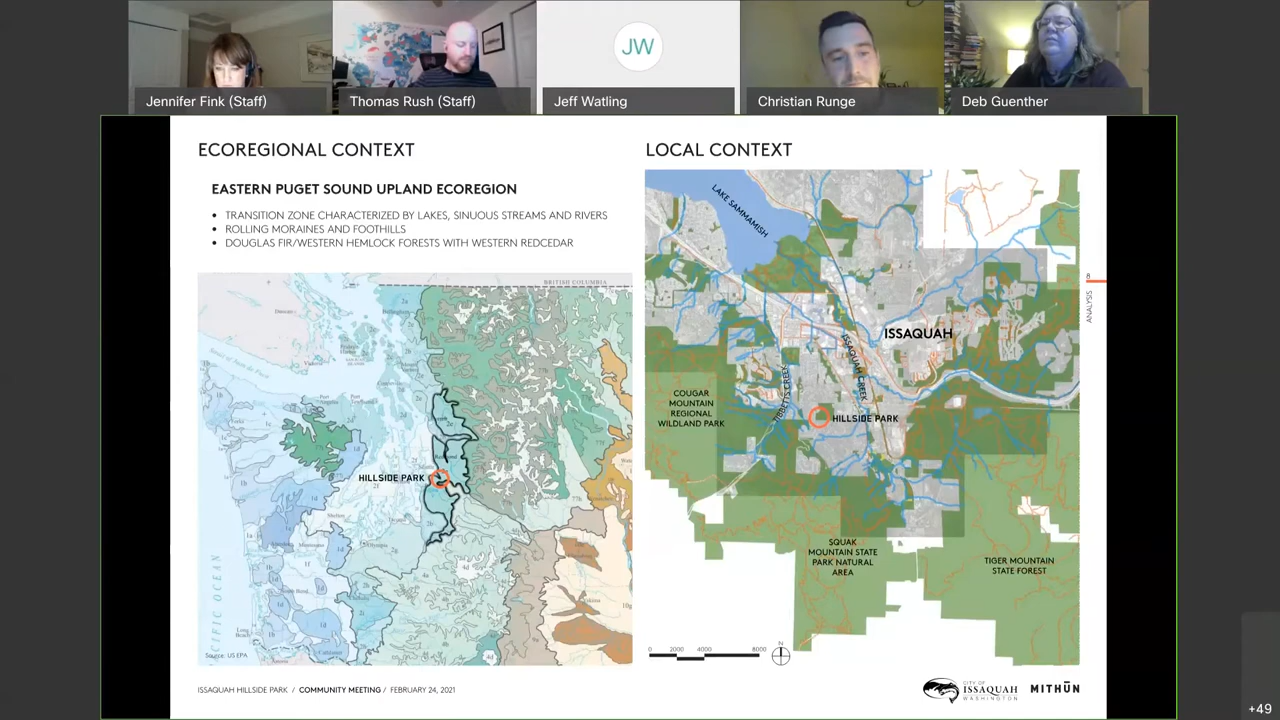 JW
Jennifer Fink (Staff)
Thomas Rush (Staff)
Jeff Watling
Christian Runge
Deb Guenther
ECOREGIONAL CONTEXT
EASTERN PUGET SOUND UPLAND ECOREGION
• TRANSITION ZONE CHARACTERIZED BY LAKES, SINUOUS STREAMS AND RIVERS
• ROLLING MORAINES AND FOOTHILLS
• DOUGLAS FIR/WESTERN HEMLOCK FORESTS WITH WESTERN REDCEDAR
BRITISH COLUMBIA
HILLSIDE PARK
PACIFIC OCEAN
Source: US EPA
LOCAL CONTEXT
LAKE SAMMAMISH
ISSAQUAH
ISSAQUAH CREEK
TIBBETTS CREEK
COUGAR
MOUNTAIN
REGIONAL
WILDLAND PARK
HILLSIDE PARK
SQUAK
MOUNTAIN STATE
PARK NATURAL
AREA
TIGER MOUNTAIN
STATE FOREST
0 2000 4000 8000
N
8
ANALYSIS
ISSAQUAH HILLSIDE PARK / COMMUNITY MEETING / FEBRUARY 24, 2021
CITY OF
ISSAQUAH
WASHINGTON
MITHŪN
+49